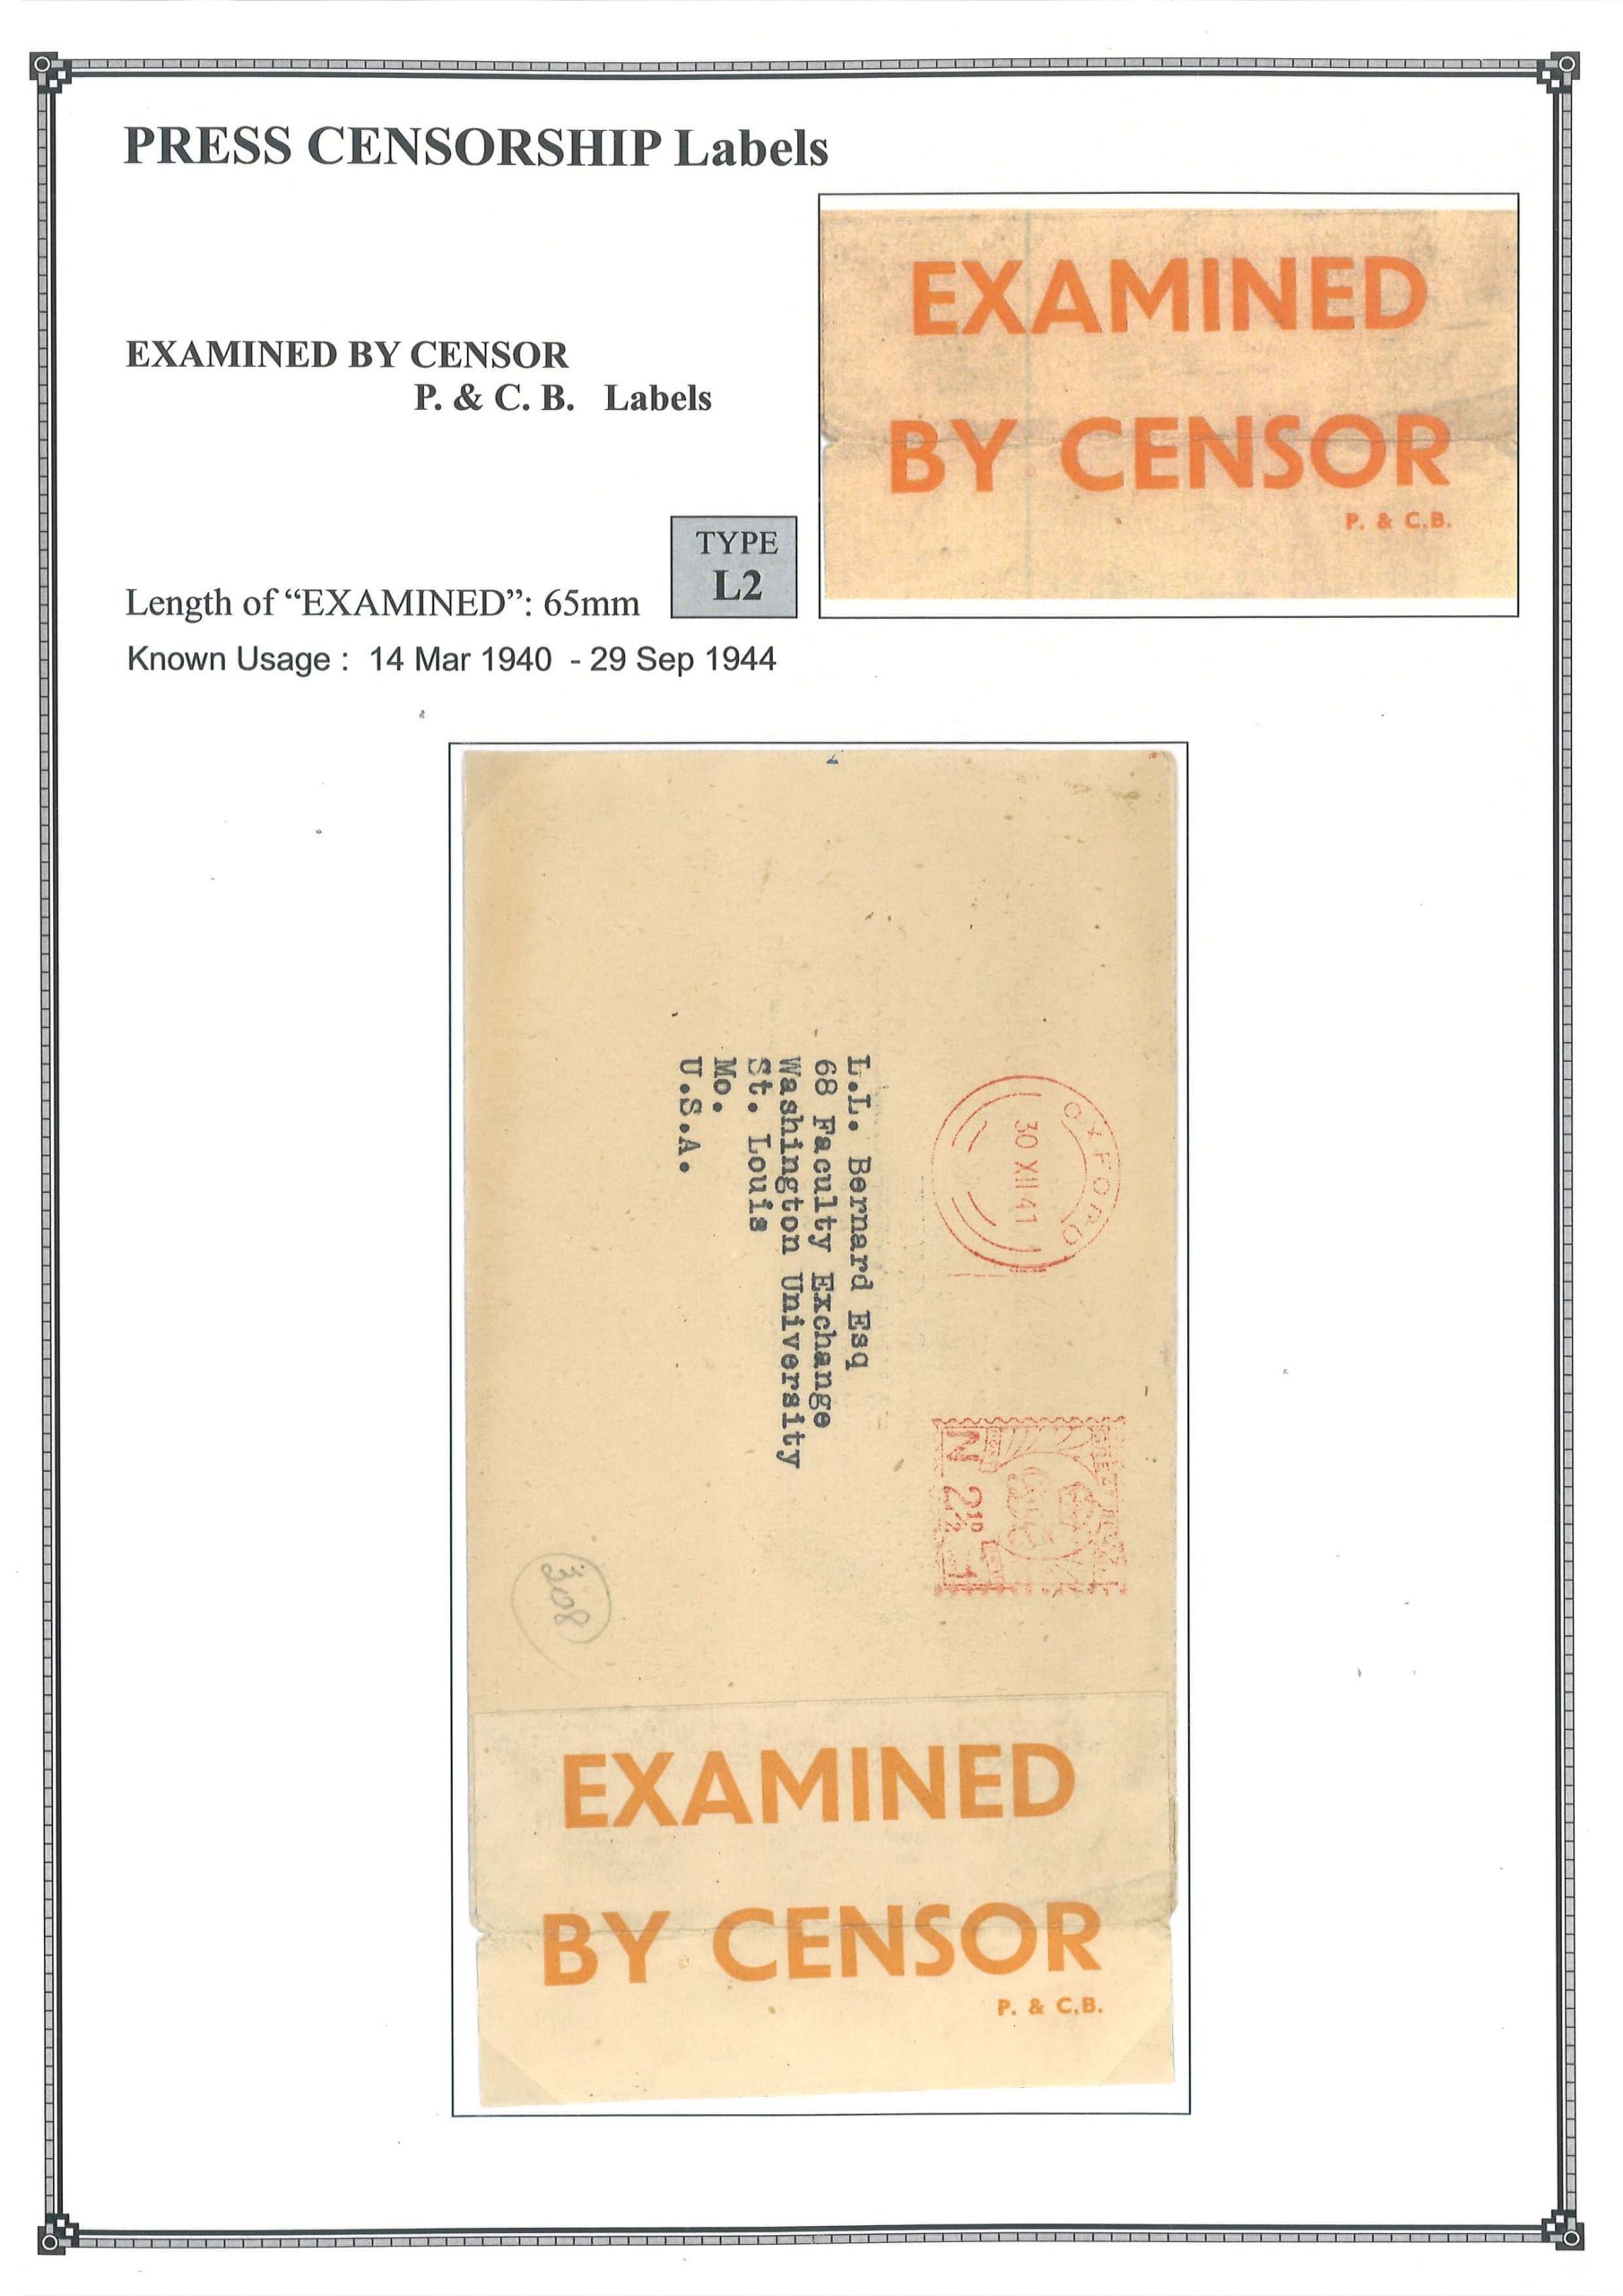 PRESS CENSORSHIP Labels
EXAMINED
BY CENSOR
P. & C.B.
EXAMINED BY CENSOR
P. & C. B. Labels
TYPE
L2
Length of “EXAMINED”: 65mm
Known Usage : 14 Mar 1940 - 29 Sep 1944
OXFORD
30 XII 41
N 2½D 1
L.L. Bernard Esq
68 Faculty Exchange
Washington University
St. Louis
Mo.
U.S.A.
308
EXAMINED
BY CENSOR
P. & C.B.